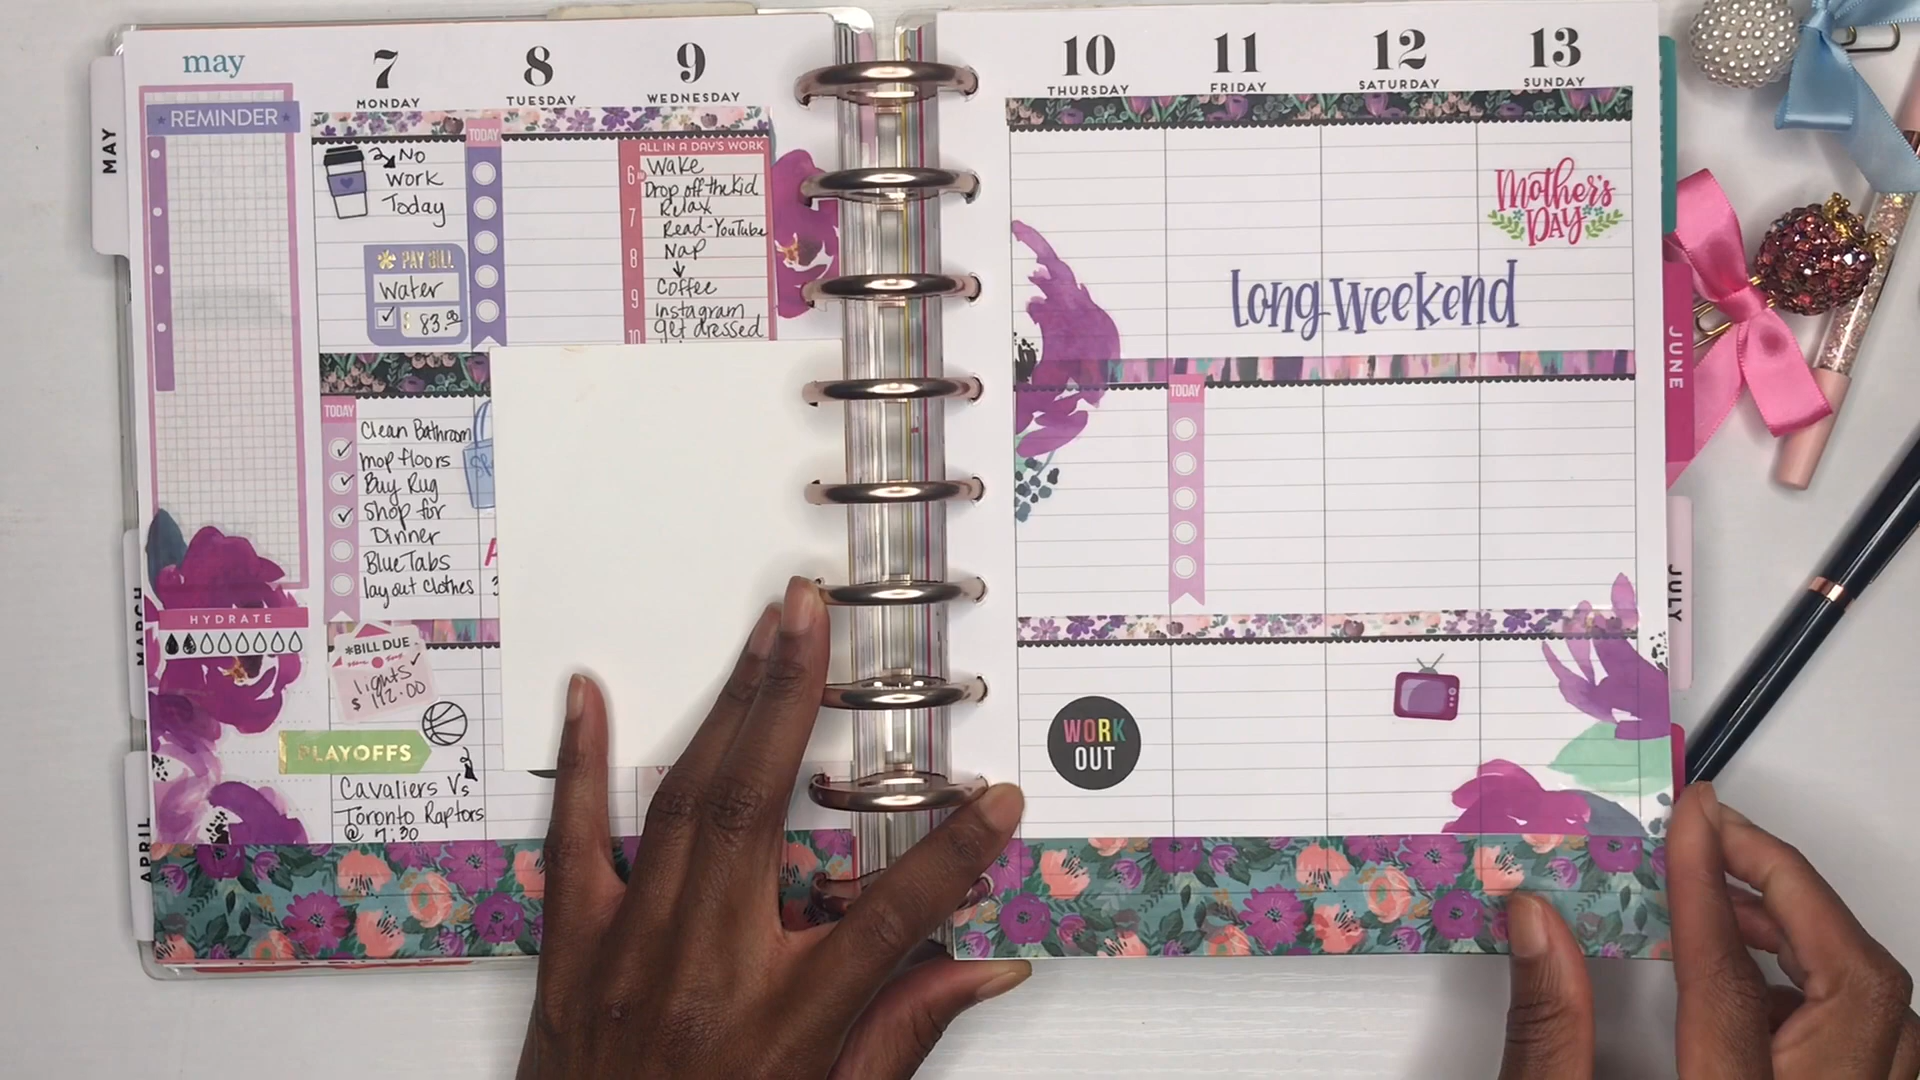 may
7
MONDAY
8
TUESDAY
9
WEDNESDAY
10
THURSDAY
11
FRIDAY
12
SATURDAY
13
SUNDAY
MAY
MARCH
APRIL
REMINDER
HYDRATE
No
work
Today
PAY BILL
water
$83.00
TODAY
Clean Bathroom
mop floors
Buy Rug
Shop for
Dinner
Blue Tabs
lay out clothes
*BILL DUE
lights
PLAYOFFS
Cavaliers Vs
Toronto Raptors
@ 7:30
TODAY
ALL IN A DAY'S WORK
6
Wake
Drop off the kid
7
Relax
Read-YouTube
8
Nap
Coffee
9
Instagram
get dressed
10
Mother's
DAY
long weekend
TODAY
WORK
OUT
JUNE
JULY
DREAM